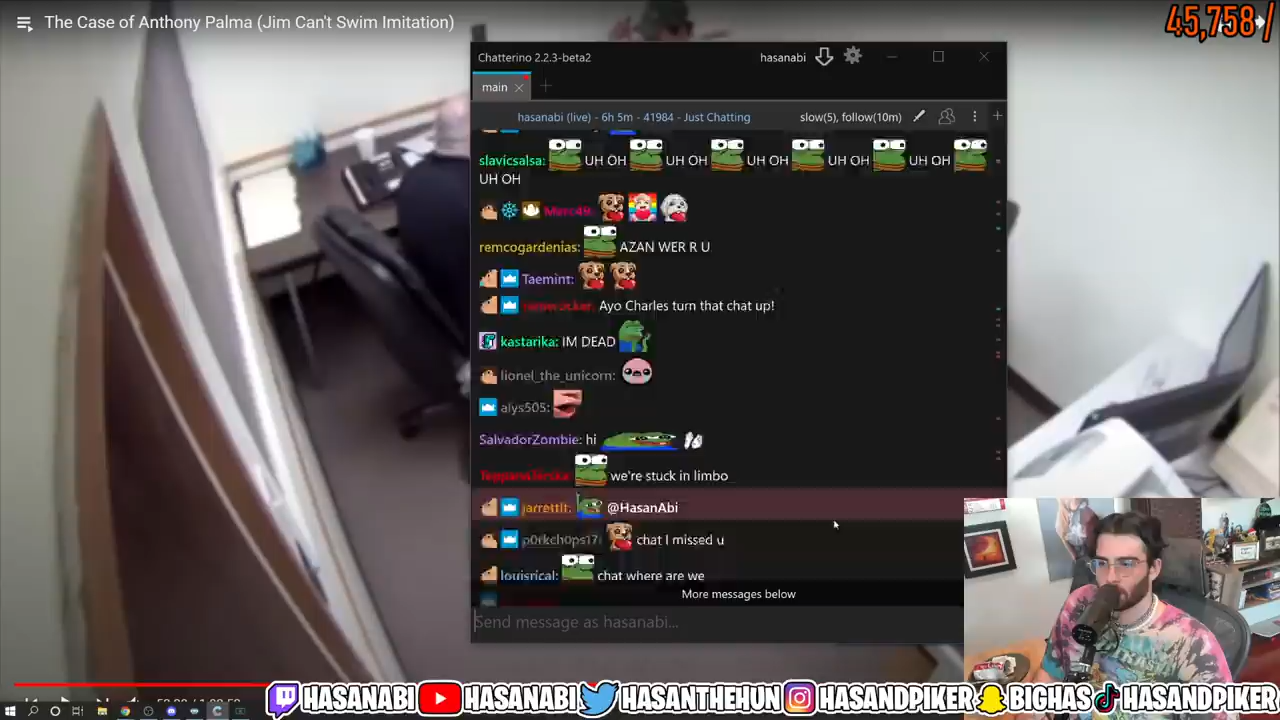 The Case of Anthony Palma (Jim Can't Swim Imitation)
45,758 /
Chatterino 2.2.3-beta2
hasanabi
main
hasanabi (live) - 6h 5m - 41984 - Just Chatting
slow(5), follow(10m)
slavicsalsa: UH OH UH OH UH OH UH OH UH OH
UH OH
Merc49:
remcogardenias: AZAN WER R U
Taemint:
Ayo Charles turn that chat up!
kastarika: IM DEAD
lionel_the_unicorn:
alys505:
SalvadorZombie: hi
we're stuck in limbo
jarrettlt: @HasanAbi
p0rkch0ps17: chat I missed u
louisrical: chat where are we
More messages below
Send message as hasanabi...
HASANABI HASANABI HASANTHEHUN HASANDPIKER BIGHAS HASANDPIKER